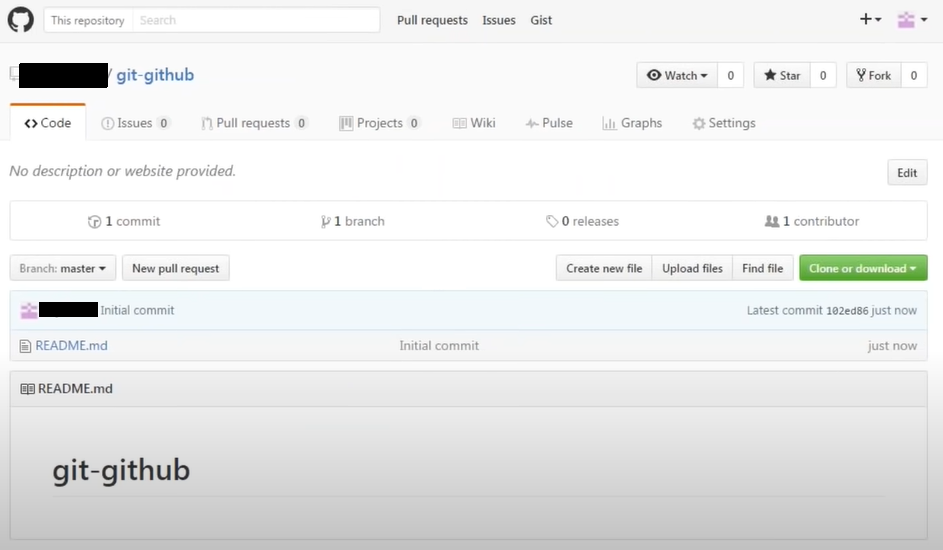 This repository Search Pull requests Issues Gist
/ git-github Watch 0 Star 0 Fork 0
Code Issues 0 Pull requests 0 Projects 0 Wiki Pulse Graphs Settings
No description or website provided. Edit
1 commit 1 branch 0 releases 1 contributor
Branch: master New pull request Create new file Upload files Find file Clone or download
Initial commit Latest commit 102ed86 just now
README.md Initial commit just now
README.md
git-github